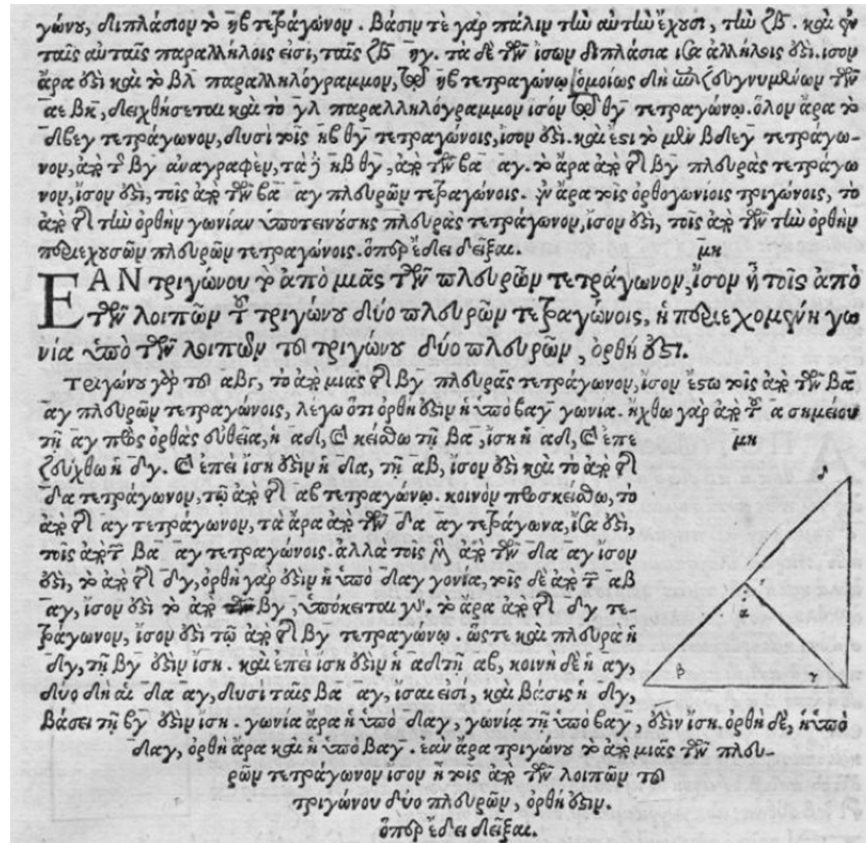 γώνου, διπλάσιον τὸ ηβ τετράγωνον. βάσιν τε γὰρ πάλιν τὴν αὐτὴν ἔχουσι, τὴν ζβ. καὶ ἐν
ταῖς αὐταῖς παραλλήλοις εἰσί, ταῖς ζβ ηγ. τὰ δὲ τῶν ἴσων διπλάσια ἴσα ἀλλήλοις ἐστί. ἴσον
ἄρα ἐστὶ καὶ τὸ βλ παραλληλόγραμμον, τῷ ηβ τετραγώνῳ ὁμοίως δὴ ἐπιζευγνυμένων τῶν
αε βκ, δειχθήσεται καὶ τὸ γλ παραλληλόγραμμον ἴσον τῷ θγ τετραγώνῳ. ὅλον ἄρα τὸ
δβεγ τετράγωνον, δυσὶ τοῖς ηβ θγ τετραγώνοις, ἴσον ἐστί. καὶ ἔστι τὸ μὲν βδεγ τετράγω-
νον, ἀπὸ τῆς βγ ἀναγραφὲν, τὰ δὲ ηβ θγ, ἀπὸ τῶν βα αγ. τὸ ἄρα ἀπὸ τῆς βγ πλευρᾶς τετράγω
νον, ἴσον ἐστί, τοῖς ἀπὸ τῶν βα αγ πλευρῶν τετραγώνοις. ἐν ἄρα τοῖς ὀρθογωνίοις τριγώνοις, τὸ
ἀπὸ τῆς τὴν ὀρθὴν γωνίαν ὑποτεινούσης πλευρᾶς τετράγωνον, ἴσον ἐστί, τοῖς ἀπὸ τῶν τὴν ὀρθὴν
περιεχουσῶν πλευρῶν τετραγώνοις. ὅπερ ἔδει δεῖξαι. μη
ΕΑΝ τριγώνου τὸ ἀπὸ μιᾶς τῶν πλευρῶν τετράγωνον, ἴσον ᾖ τοῖς ἀπὸ
τῶν λοιπῶν τοῦ τριγώνου δύο πλευρῶν τετραγώνοις, ἡ περιεχομένη γω
νία ὑπὸ τῶν λοιπῶν τοῦ τριγώνου δύο πλευρῶν, ὀρθή ἐστι.
Τριγώνου γὰρ τοῦ αβγ, τὸ ἀπὸ μιᾶς τῆς βγ πλευρᾶς τετράγωνον, ἴσον ἔστω τοῖς ἀπὸ τῶν βα
αγ πλευρῶν τετραγώνοις, λέγω ὅτι ὀρθή ἐστιν ἡ ὑπὸ βαγ γωνία. ἤχθω γὰρ ἀπὸ τοῦ α σημείου
τῇ αγ πρὸς ὀρθὰς εὐθεῖα, ἡ αδ, καὶ κείσθω τῇ βα, ἴση ἡ αδ, καὶ ἐπε μη
ζεύχθω ἡ δγ. καὶ ἐπεὶ ἴση ἐστὶν ἡ δα, τῇ αβ, ἴσον ἐστὶ καὶ τὸ ἀπὸ τῆς
δα τετράγωνον, τῷ ἀπὸ τῆς αβ τετραγώνῳ. κοινὸν προσκείσθω, τὸ
ἀπὸ τῆς αγ τετράγωνον, τὰ ἄρα ἀπὸ τῶν δα αγ τετράγωνα, ἴσα ἐστὶ,
τοῖς ἀπὸ τῶν βα αγ τετραγώνοις. ἀλλὰ τοῖς μὲν ἀπὸ τῶν δα αγ ἴσον
ἐστὶ, τὸ ἀπὸ τῆς δγ, ὀρθὴ γάρ ἐστιν ἡ ὑπὸ δαγ γονία, τοῖς δὲ ἀπὸ τῶν αβ
αγ, ἴσον ἐστὶ τὸ ἀπὸ βγ, ὑπόκειται γάρ. τὸ ἄρα ἀπὸ τῆς δγ τε-
τράγωνον, ἴσον ἐστὶ τῷ ἀπὸ τῆς βγ τετραγώνῳ. ὥστε καὶ πλευρὰ ἡ
δγ, τῇ βγ ἐστὶν ἴση. καὶ ἐπεὶ ἴση ἐστὶν ἡ αδ τῇ αβ, κοινὴ δὲ ἡ αγ,
δύο δὴ αἱ δα αγ, δυσὶ ταῖς βα αγ, ἴσαι εἰσὶ, καὶ βάσις ἡ δγ,
βάσει τῇ βγ ἐστὶν ἴση. γωνία ἄρα ἡ ὑπὸ δαγ, γωνίᾳ τῇ ὑπὸ βαγ, ἐστὶν ἴση. ὀρθὴ δὲ, ἡ ὑπὸ
δαγ, ὀρθὴ ἄρα καὶ ἡ ὑπὸ βαγ. ἐὰν ἄρα τριγώνου τὸ ἀπὸ μιᾶς τῶν πλευ-
ρῶν τετράγωνον ἴσον ᾖ τοῖς ἀπὸ τῶν λοιπῶν τοῦ
τριγώνου δύο πλευρῶν, ὀρθή ἐστιν.
ὅπερ ἔδει δεῖξαι.
δ
α
β
γ